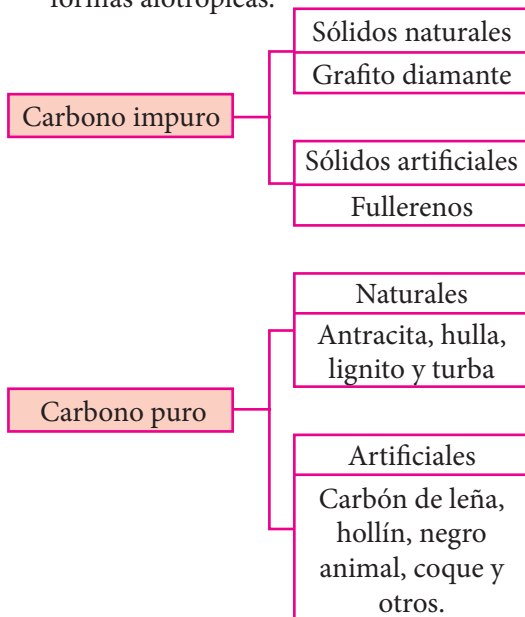 formas alotrópicas.
Carbono impuro
Sólidos naturales
Grafito diamante
Sólidos artificiales
Fullerenos
Carbono puro
Naturales
Antracita, hulla,
lignito y turba
Artificiales
Carbón de leña,
hollín, negro
animal, coque y
otros.